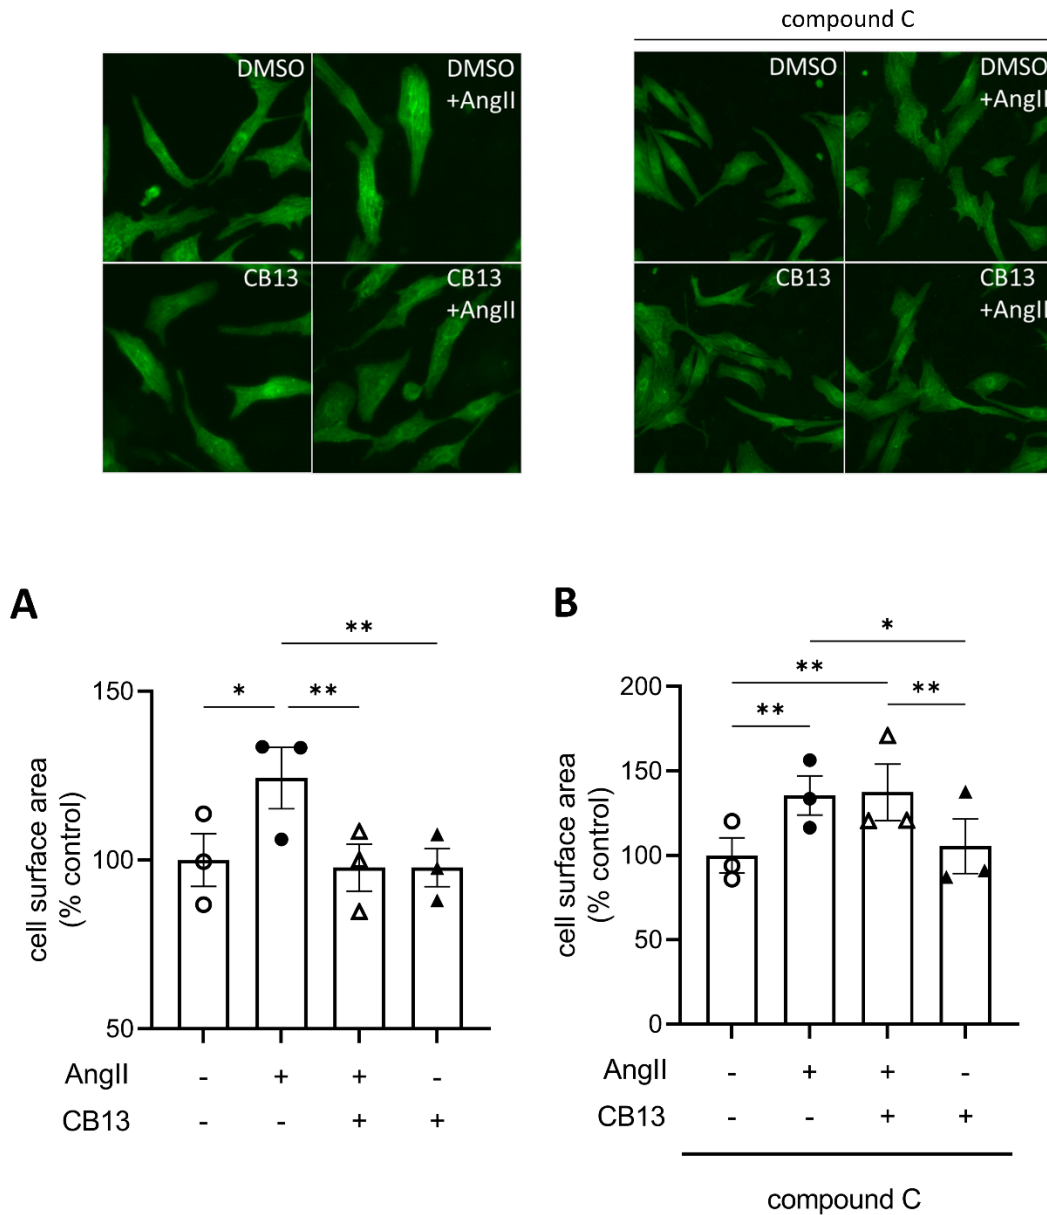 compound C
DMSO
DMSO
+AngII
CB13
CB13
+AngII
DMSO
DMSO
+AngII
CB13
CB13
+AngII
A
cell surface area
(% control)
150
100
50
* ** **
AngII - + + -
CB13 - - + +
B
cell surface area
(% control)
200
150
100
50
0
** ** ** *
AngII - + + -
CB13 - - + +
compound C